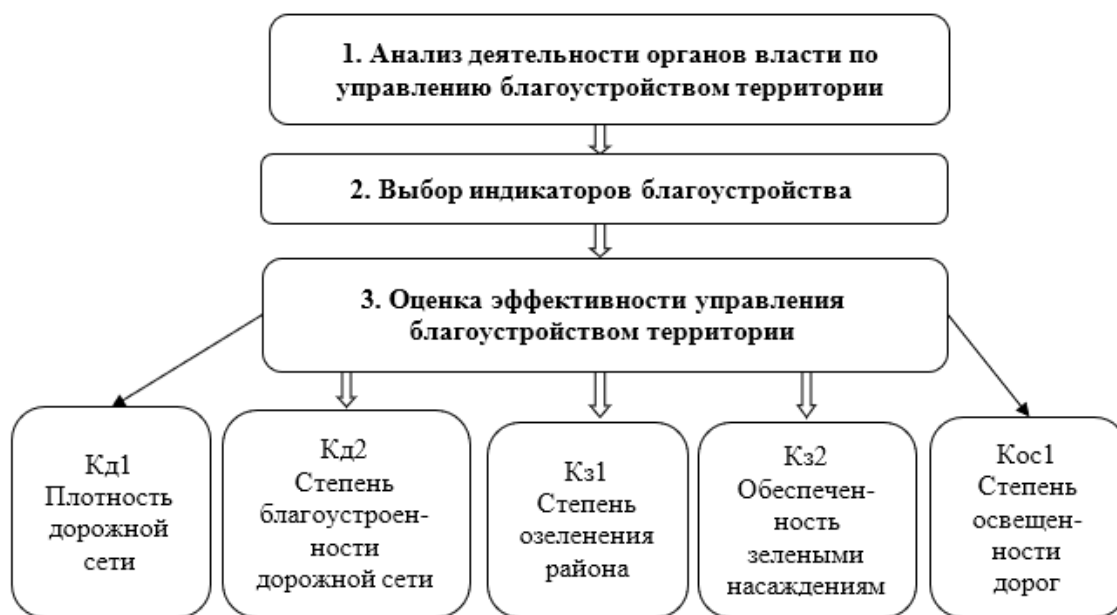 1. Анализ деятельности органов власти по
управлению благоустройством территории
2. Выбор индикаторов благоустройства
3. Оценка эффективности управления
благоустройством территории
Кд1
Плотность
дорожной
сети
Кд2
Степень
благоустроен-
ности
дорожной сети
Кз1
Степень
озеленения
района
Кз2
Обеспечен-
ность
зелеными
насаждениям
Кос1
Степень
освещен-
ности
дорог